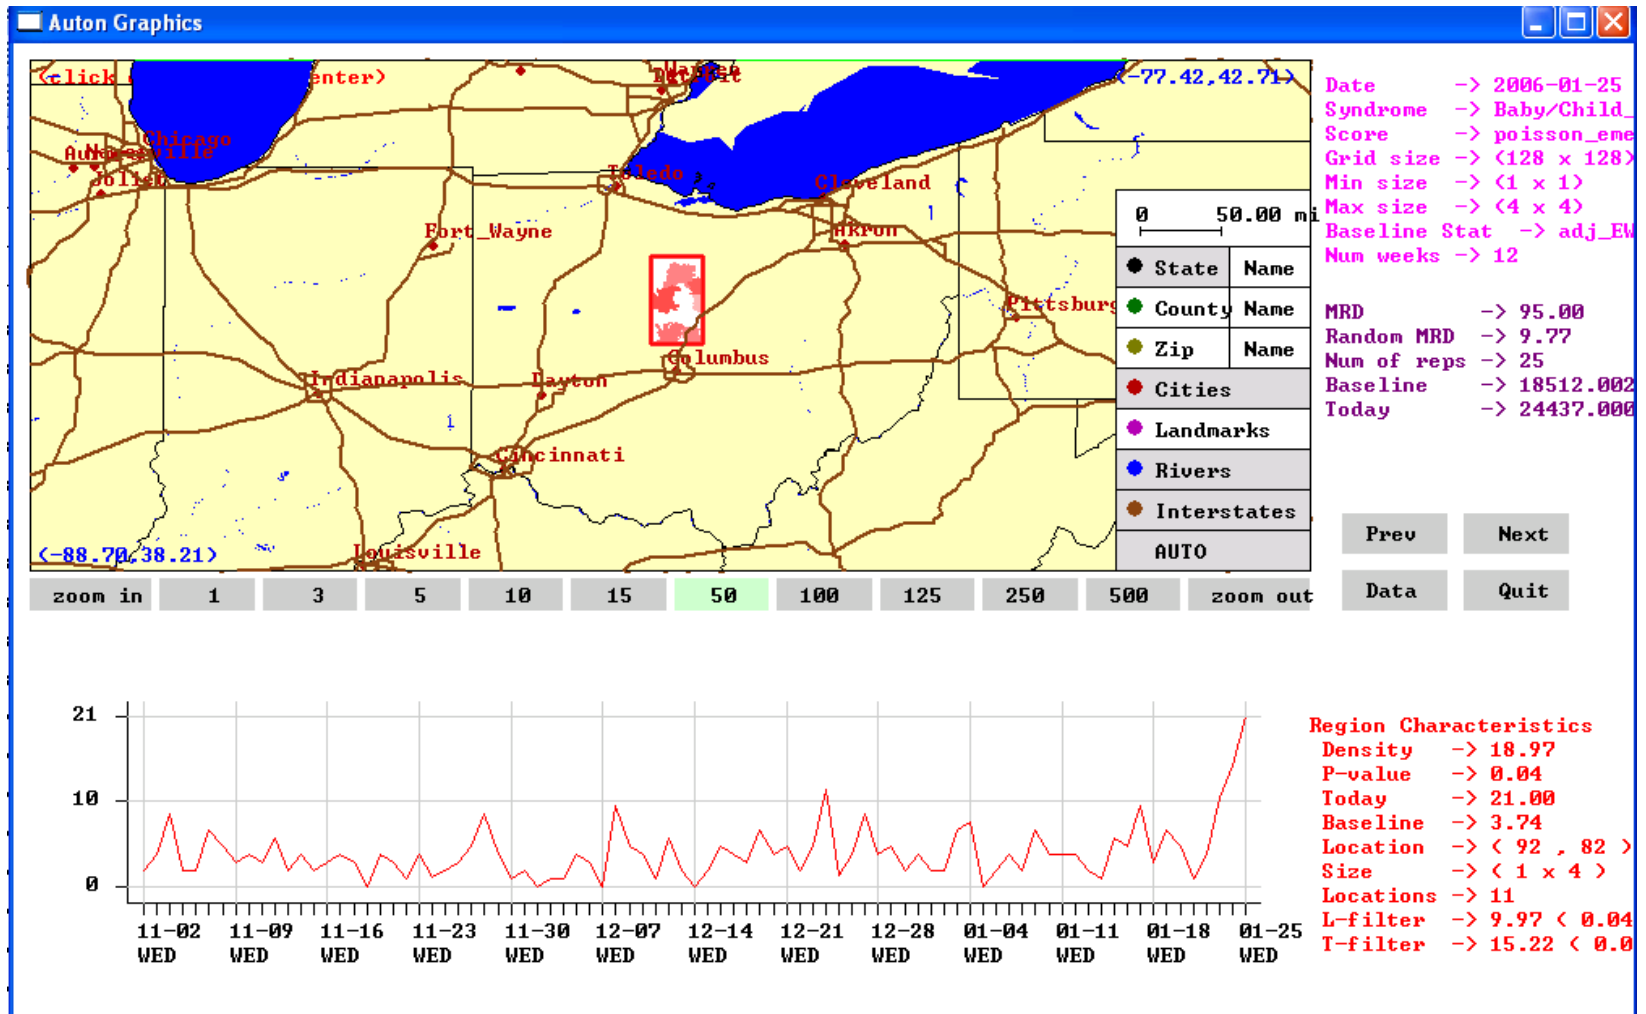 Auton Graphics
(click
enter)
Warren
Detroit
(-77.42,42.71)
Chicago
Joliet
Toledo
Cleveland
Fort_Wayne
Akron
Pittsburg
Columbus
Indianapolis
Dayton
Cincinnati
(-88.70,38.21)
Louisville
0 50.00 mi
State Name
County Name
Zip Name
Cities
Landmarks
Rivers
Interstates
AUTO
zoom in 1 3 5 10 15 50 100 125 250 500 zoom out
Date -> 2006-01-25
Syndrome -> Baby/Child_
Score -> poisson_eme
Grid size -> (128 x 128)
Min size -> (1 x 1)
Max size -> (4 x 4)
Baseline Stat -> adj_EW
Num weeks -> 12
MRD -> 95.00
Random MRD -> 9.77
Num of reps -> 25
Baseline -> 18512.002
Today -> 24437.000
Prev Next
Data Quit
21
10
0
11-02 11-09 11-16 11-23 11-30 12-07 12-14 12-21 12-28 01-04 01-11 01-18 01-25
WED WED WED WED WED WED WED WED WED WED WED WED WED
Region Characteristics
Density -> 18.97
P-value -> 0.04
Today -> 21.00
Baseline -> 3.74
Location -> ( 92 , 82 )
Size -> ( 1 x 4 )
Locations -> 11
L-filter -> 9.97 < 0.04
T-filter -> 15.22 < 0.0